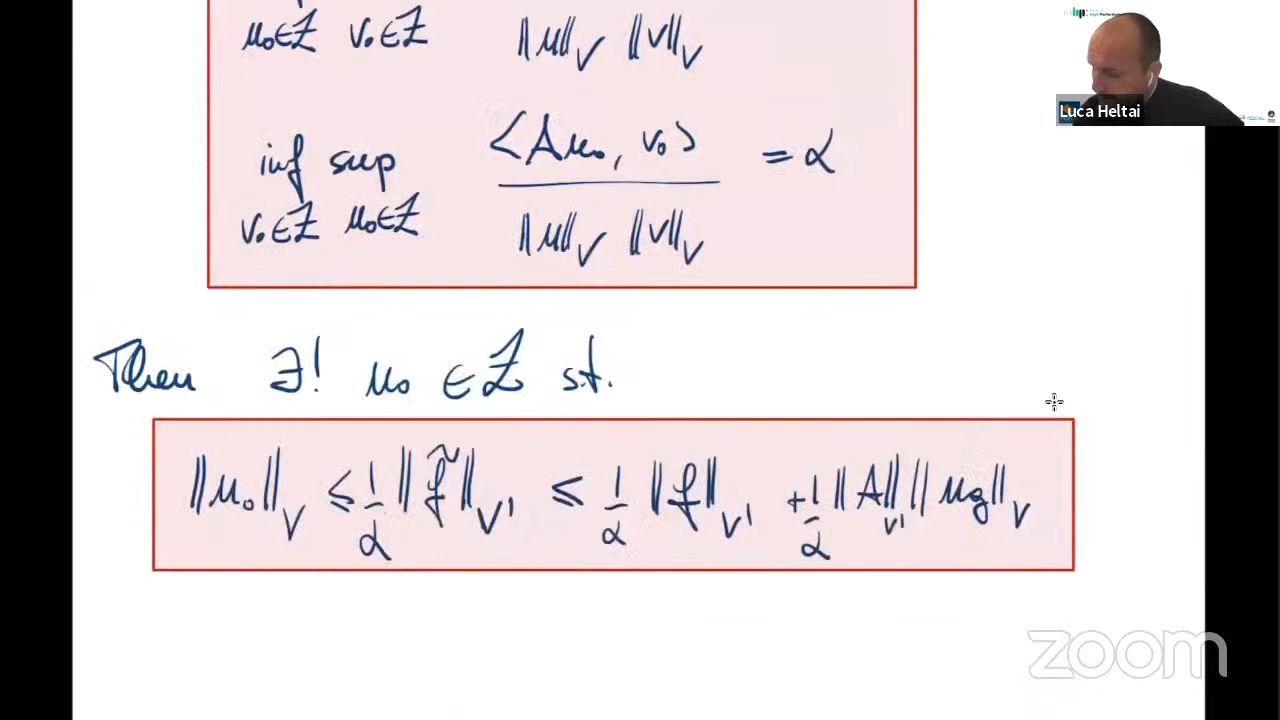 Luca Heltai
u₀∈Z v₀∈Z ‖u‖_V ‖v‖_V
inf sup <Au₀, v₀> = α
v₀∈Z u₀∈Z ‖u‖_V ‖v‖_V
Then ∃! u₀ ∈ Z s.t.
‖u₀‖_V ≤ 1/α ‖f̃‖_V' ≤ 1/α ‖f‖_V' + 1/α ‖A‖_V' ‖u_g‖_V
zoom